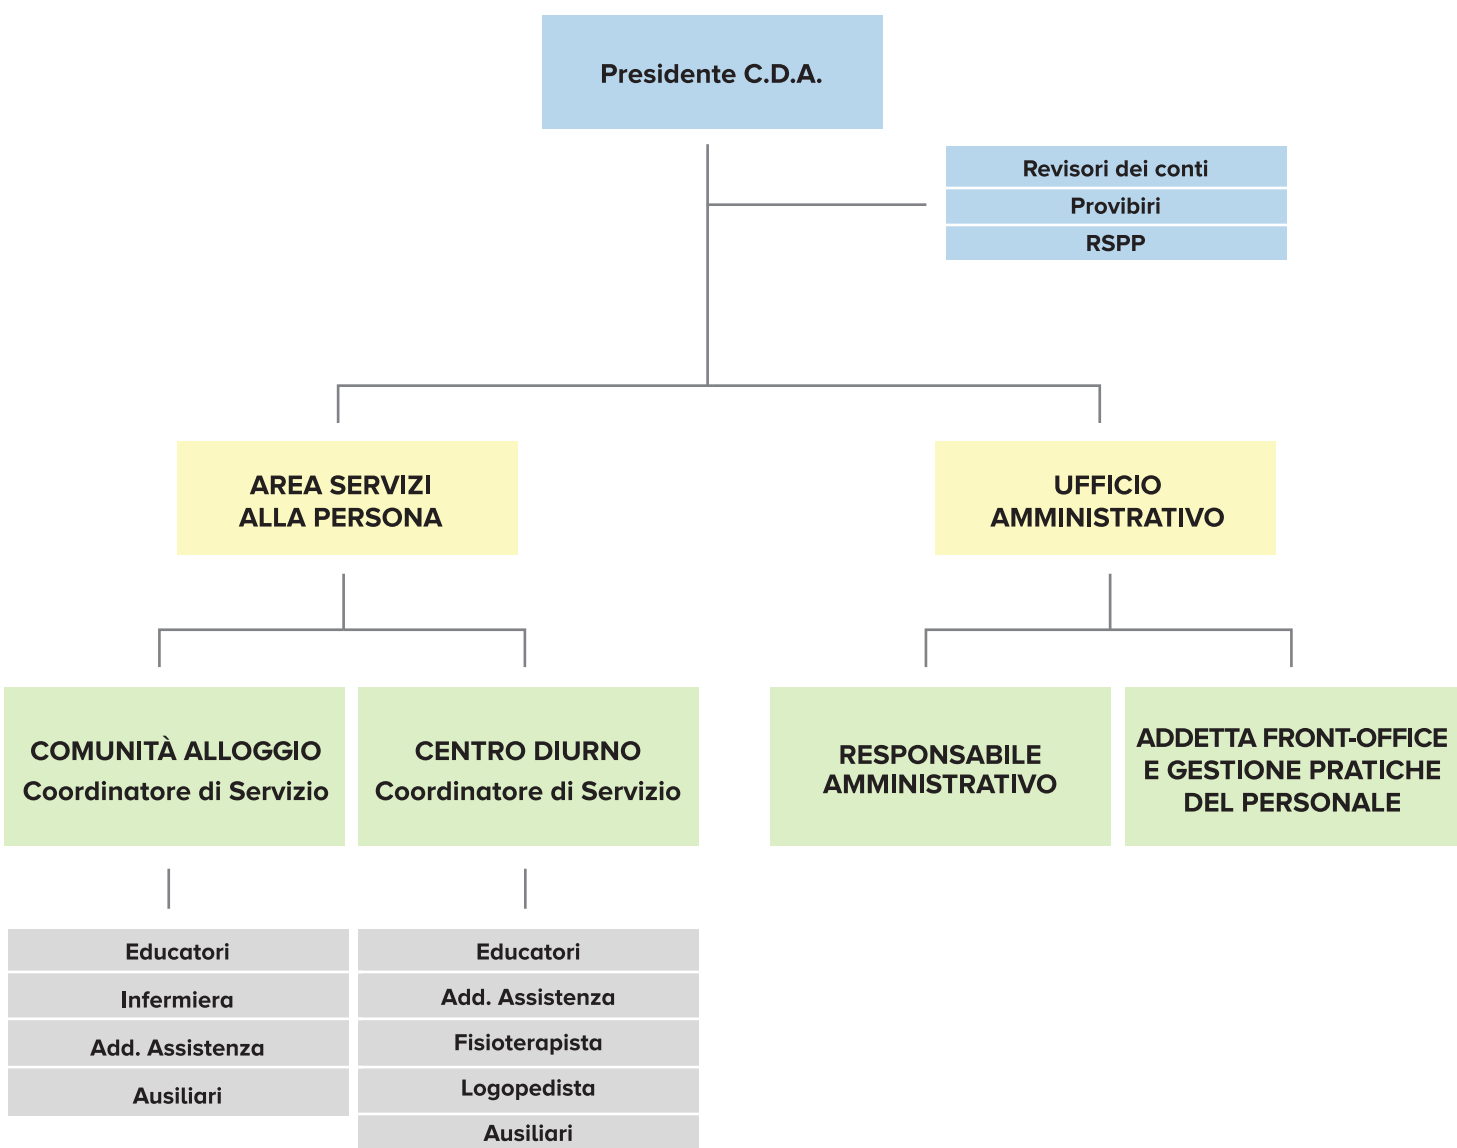 Presidente C.D.A.
Revisori dei conti
Provibiri
RSPP
AREA SERVIZI
ALLA PERSONA
UFFICIO
AMMINISTRATIVO
COMUNITÀ ALLOGGIO
Coordinatore di Servizio
CENTRO DIURNO
Coordinatore di Servizio
RESPONSABILE
AMMINISTRATIVO
ADDETTA FRONT-OFFICE
E GESTIONE PRATICHE
DEL PERSONALE
Educatori
Infermiera
Add. Assistenza
Ausiliari
Educatori
Add. Assistenza
Fisioterapista
Logopedista
Ausiliari